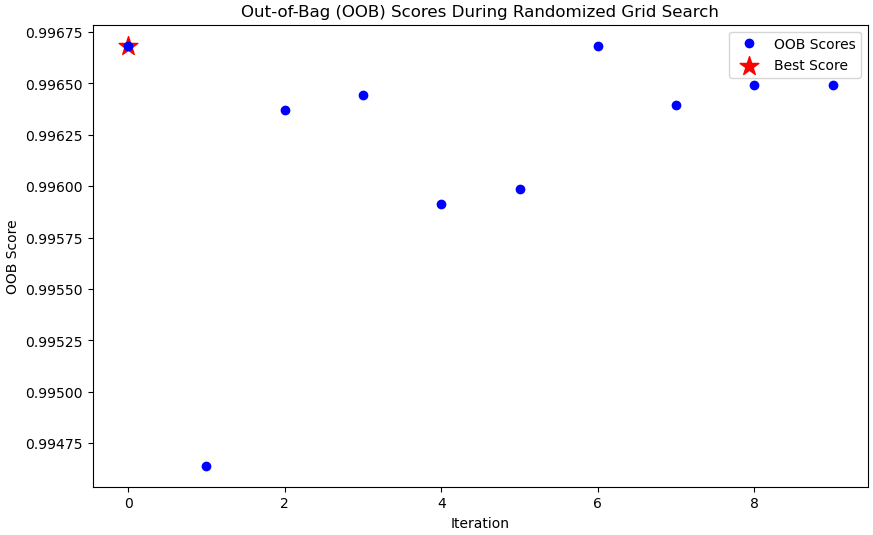 Out-of-Bag (OOB) Scores During Randomized Grid Search
OOB Scores
Best Score
0.99675
0.99650
0.99625
0.99600
0.99575
0.99550
0.99525
0.99500
0.99475
OOB Score
0 2 4 6 8
Iteration